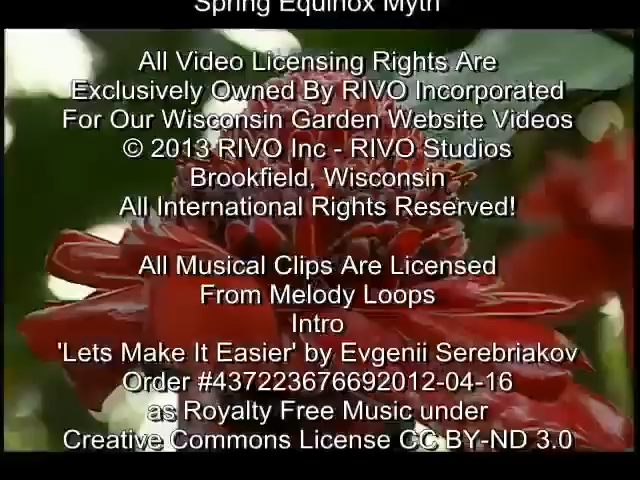 Spring Equinox Myth
All Video Licensing Rights Are
Exclusively Owned By RIVO Incorporated
For Our Wisconsin Garden Website Videos
© 2013 RIVO Inc - RIVO Studios
Brookfield, Wisconsin
All International Rights Reserved!
All Musical Clips Are Licensed
From Melody Loops
Intro
'Lets Make It Easier' by Evgenii Serebriakov
Order #437223676692012-04-16
as Royalty Free Music under
Creative Commons License CC BY-ND 3.0